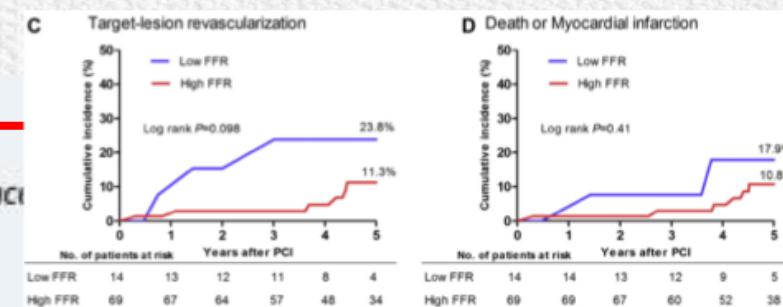 C Target-lesion revascularization
50
40
30
20
10
0
Cumulative incidence (%)
Low FFR
High FFR
Log rank P=0.098
23.8%
11.3%
0 1 2 3 4 5
No. of patients at risk Years after PCI
Low FFR 14 13 12 11 8 4
High FFR 69 67 64 57 48 34
D Death or Myocardial infarction
50
40
30
20
10
0
Cumulative incidence (%)
Low FFR
High FFR
Log rank P=0.41
17.9%
10.8
0 1 2 3 4 5
No. of patients at risk Years after PCI
Low FFR 14 14 13 12 9 5
High FFR 69 69 67 60 52 38